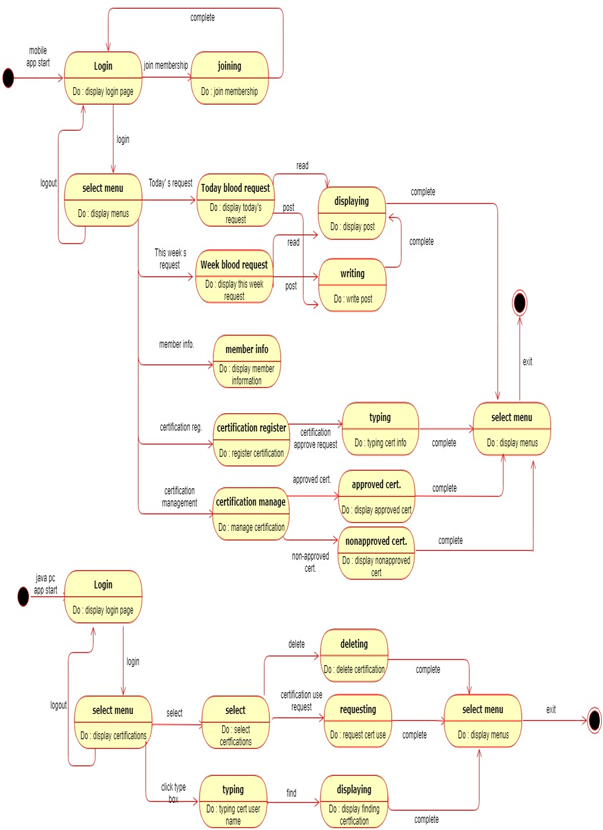 complete
mobile
app start
Login
Do : display login page
join membership
joining
Do : join membership
login
logout
select menu
Do : display menus
Today' s request
Today blood request
Do : display today's
request
read
post
displaying
Do : display post
complete
This week s
request
Week blood request
Do : display this week
request
read
post
writing
Do : write post
complete
member info.
member info
Do : display member
information
exit
certification reg.
certification register
Do : register certification
certification
approve request
typing
Do : typing cert info
complete
select menu
Do : display menus
certification
management
certification manage
Do : manage certification
approved cert.
approved cert.
Do : display approved cert
complete
non-approved
cert.
nonapproved cert.
Do : display nonapproved
cert
complete
java pc
app start
Login
Do : display login page
login
logout
select menu
Do : display certifications
select
select
Do : select
certfications
delete
deleting
Do : delete certification
complete
certification use
request
requesting
Do : request cert use
complete
select menu
Do : display menus
exit
click type
box
typing
Do : typing cert user
name
find
displaying
Do : display finding
certfication
complete